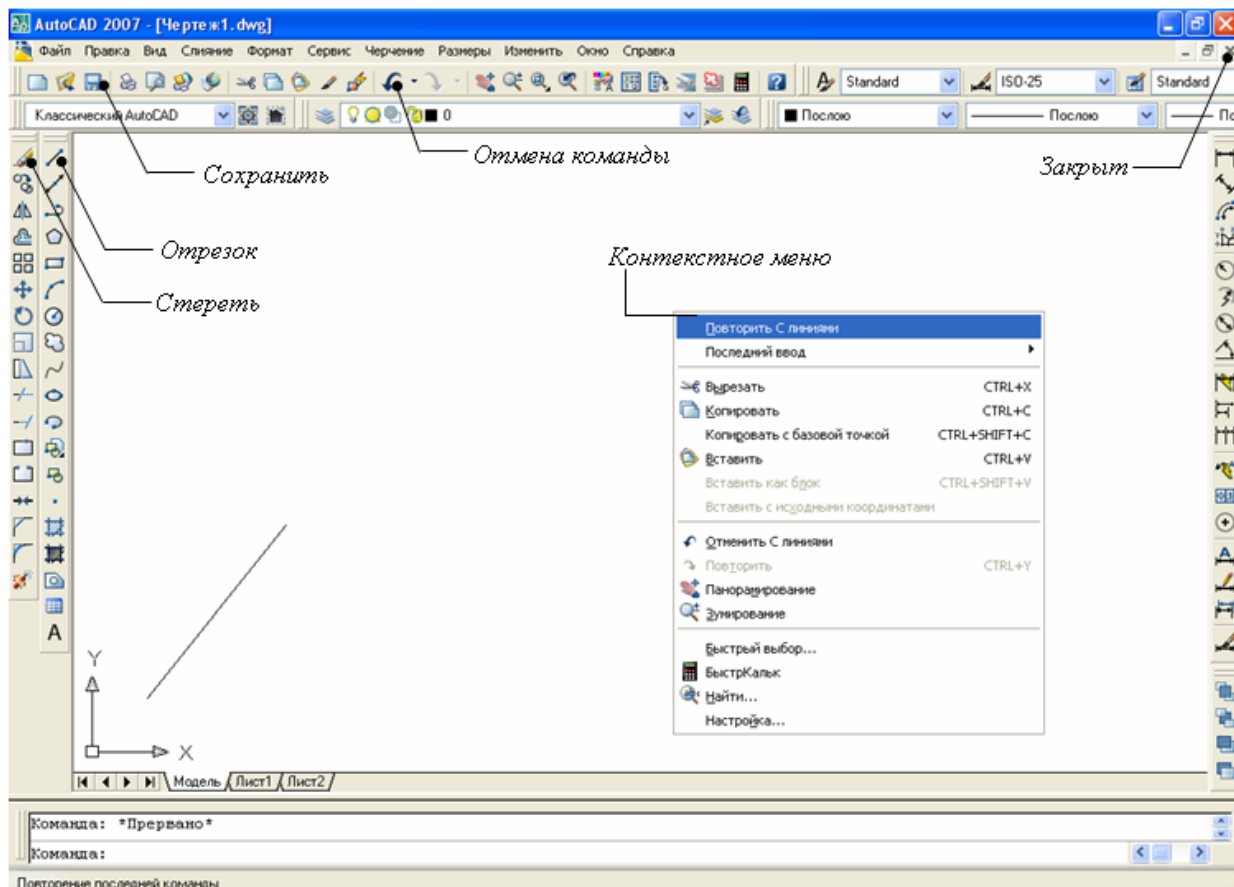 AutoCAD 2007 - [Чертеж1.dwg]
Файл Правка Вид Слияние Формат Сервис Черчение Размеры Изменить Окно Справка
Standard ISO-25 Standard
Классический AutoCAD 0 Послою Послою По
Сохранить
Отмена команды
Закрыт
Отрезок
Стереть
Контекстное меню
Повторить С линиями
Последний ввод
Вырезать CTRL+X
Копировать CTRL+C
Копировать с базовой точкой CTRL+SHIFT+C
Вставить CTRL+V
Вставить как блок CTRL+SHIFT+V
Вставить с исходными координатами
Отменить С линиями
Повторить CTRL+Y
Панорамирование
Зумирование
Быстрый выбор...
БыстрКальк
Найти...
Настройка...
A
Y
X
Модель Лист1 Лист2
Команда: *Прервано*
Команда:
Повторение последней команды